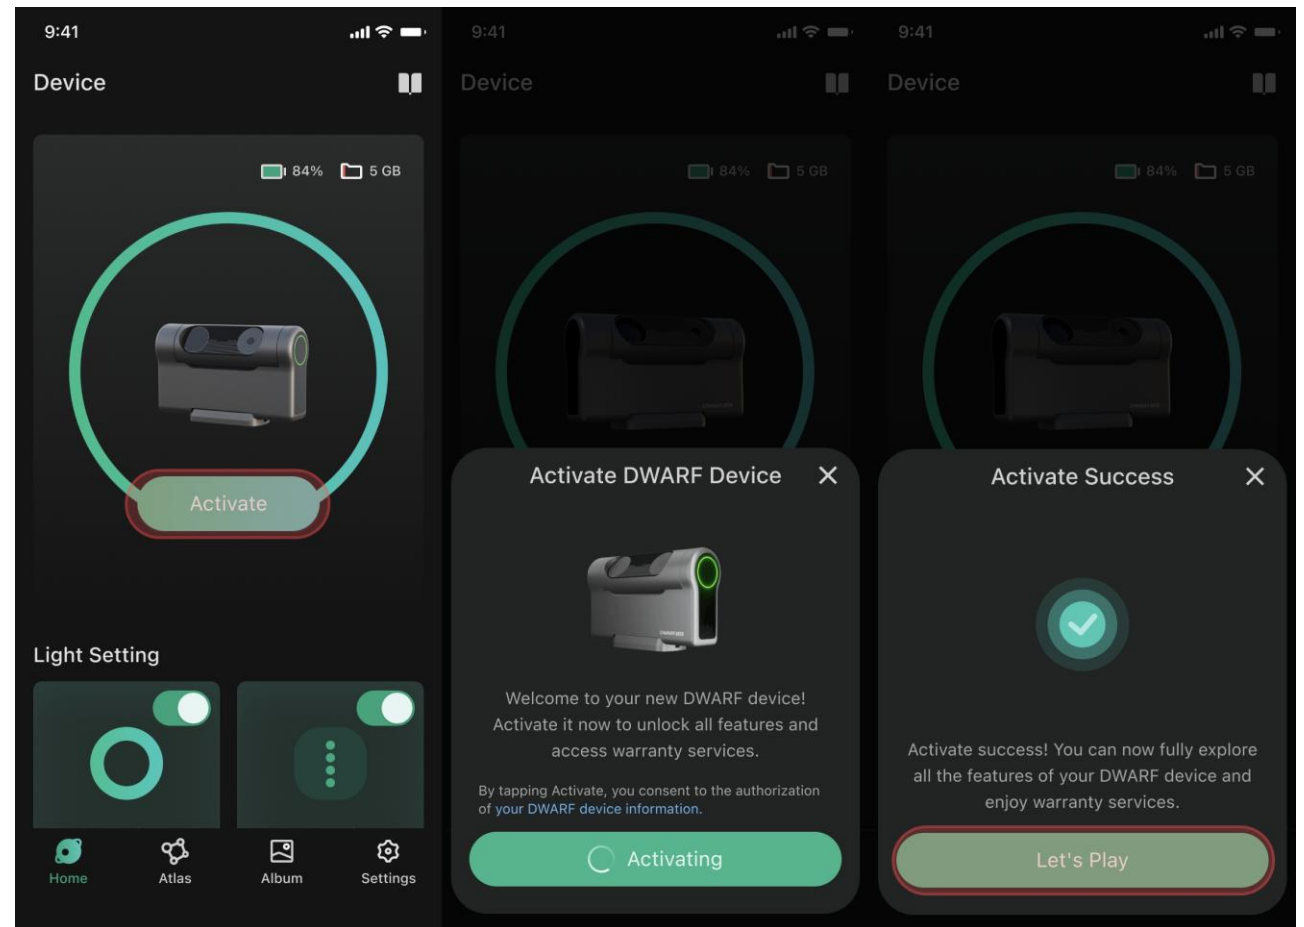 9:41
Device
84%
5 GB
Activate
Light Setting
Home
Atlas
Album
Settings
9:41
Device
84%
5 GB
Activate DWARF Device
Welcome to your new DWARF device!
Activate it now to unlock all features and
access warranty services.
By tapping Activate, you consent to the authorization
of your DWARF device information.
Activating
9:41
Device
84%
5 GB
Activate Success
Activate success! You can now fully explore
all the features of your DWARF device and
enjoy warranty services.
Let's Play